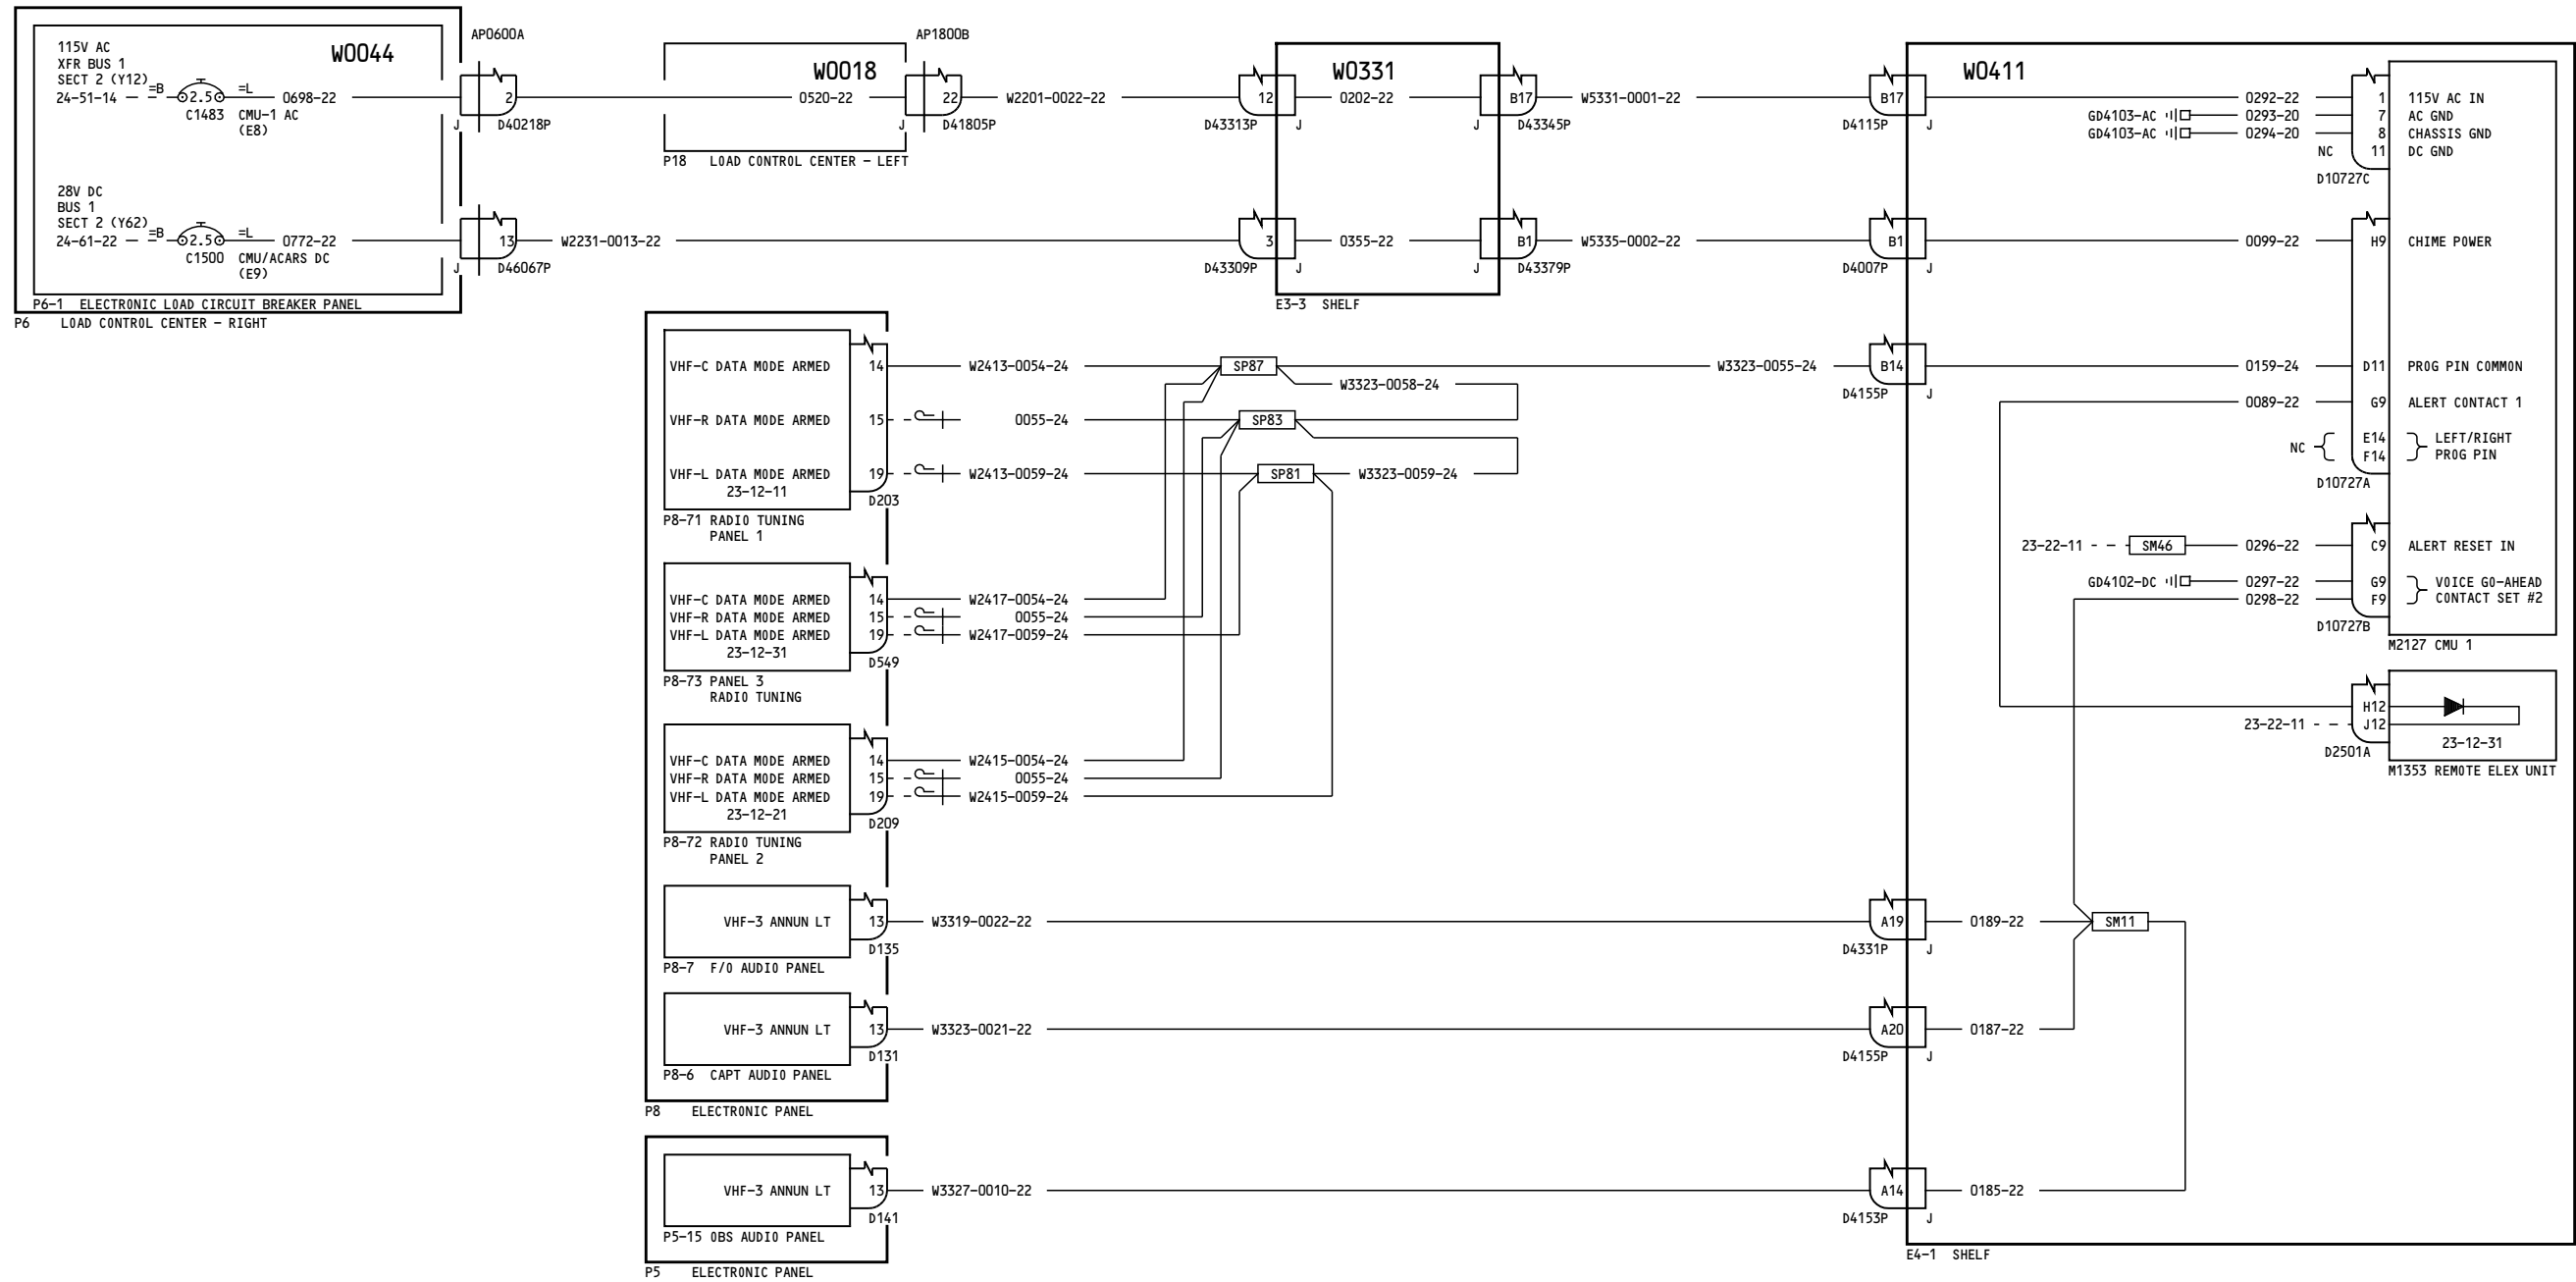 115V AC
XFR BUS 1
SECT 2 (Y12)
24-51-14
=B
2.5
=L
0698-22
C1483
CMU-1 AC
(E8)
W0044
28V DC
BUS 1
SECT 2 (Y62)
24-61-22
=B
2.5
=L
0772-22
C1500
CMU/ACARS DC
(E9)
P6-1 ELECTRONIC LOAD CIRCUIT BREAKER PANEL
P6 LOAD CONTROL CENTER - RIGHT
AP0600A
2
J
D40218P
13
J
D46067P
W2231-0013-22
W0018
0520-22
P18 LOAD CONTROL CENTER - LEFT
AP1800B
22
J
D41805P
W2201-0022-22
W0331
12
D43313P
J
0202-22
B17
J
D43345P
W5331-0001-22
3
D43309P
J
0355-22
B1
J
D43379P
W5335-0002-22
E3-3 SHELF
VHF-C DATA MODE ARMED
14
W2413-0054-24
VHF-R DATA MODE ARMED
15
0055-24
VHF-L DATA MODE ARMED
19
W2413-0059-24
23-12-11
D203
P8-71 RADIO TUNING
PANEL 1
SP87
W3323-0055-24
W3323-0058-24
SP83
SP81
W3323-0059-24
VHF-C DATA MODE ARMED
14
W2417-0054-24
VHF-R DATA MODE ARMED
15
0055-24
VHF-L DATA MODE ARMED
19
W2417-0059-24
23-12-31
D549
P8-73 PANEL 3
RADIO TUNING
VHF-C DATA MODE ARMED
14
W2415-0054-24
VHF-R DATA MODE ARMED
15
0055-24
VHF-L DATA MODE ARMED
19
W2415-0059-24
23-12-21
D209
P8-72 RADIO TUNING
PANEL 2
VHF-3 ANNUN LT
13
W3319-0022-22
D135
P8-7 F/O AUDIO PANEL
VHF-3 ANNUN LT
13
W3323-0021-22
D131
P8-6 CAPT AUDIO PANEL
P8 ELECTRONIC PANEL
VHF-3 ANNUN LT
13
W3327-0010-22
D141
P5-15 OBS AUDIO PANEL
P5 ELECTRONIC PANEL
W0411
B17
D4115P
J
0292-22
1
115V AC IN
GD4103-AC
0293-20
7
AC GND
GD4103-AC
0294-20
8
CHASSIS GND
NC
11
DC GND
D10727C
B1
D4007P
J
0099-22
H9
CHIME POWER
B14
D4155P
J
0159-24
D11
PROG PIN COMMON
0089-22
G9
ALERT CONTACT 1
NC
E14
F14
LEFT/RIGHT
PROG PIN
D10727A
23-22-11
SM46
0296-22
C9
ALERT RESET IN
GD4102-DC
0297-22
G9
0298-22
F9
VOICE GO-AHEAD
CONTACT SET #2
D10727B
M2127 CMU 1
H12
23-22-11
J12
D2501A
23-12-31
M1353 REMOTE ELEX UNIT
A19
D4331P
J
0189-22
SM11
A20
D4155P
J
0187-22
A14
D4153P
J
0185-22
E4-1 SHELF